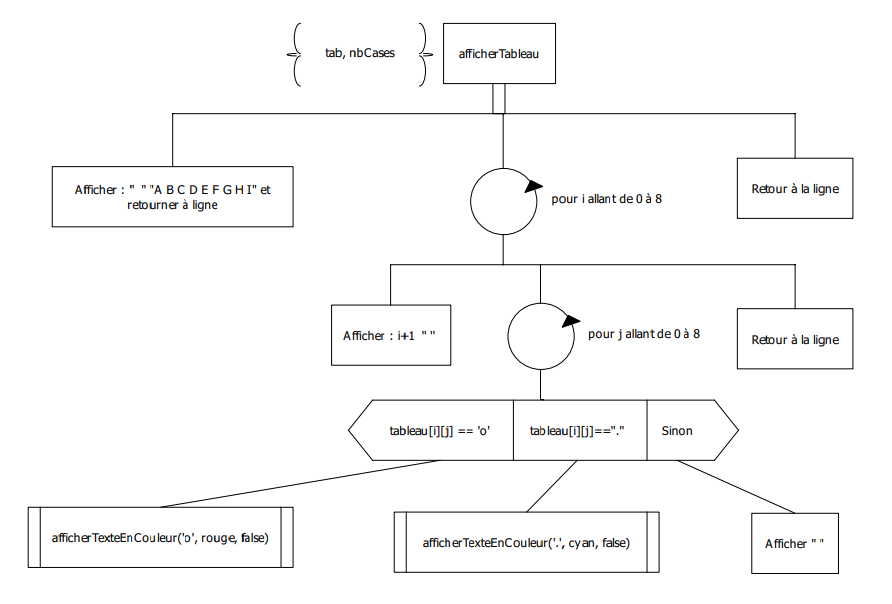 tab, nbCases
afficherTableau
Afficher : "  " "A B C D E F G H I" et
retourner à ligne
pour i allant de 0 à 8
Retour à la ligne
Afficher : i+1  " "
pour j allant de 0 à 8
Retour à la ligne
tableau[i][j] == 'o'
tableau[i][j]=="."
Sinon
afficherTexteEnCouleur('o', rouge, false)
afficherTexteEnCouleur('.', cyan, false)
Afficher " "